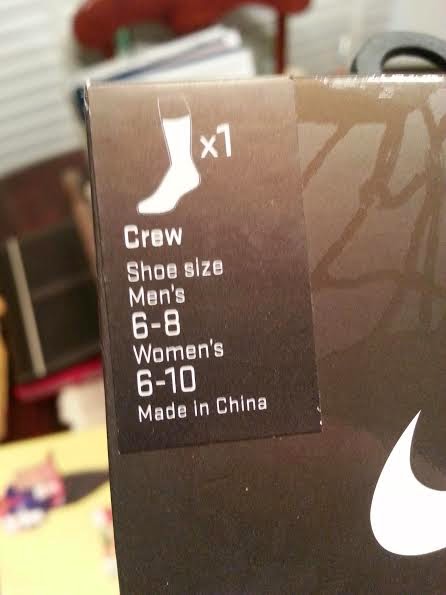 x1
Crew
Shoe size
Men's
6-8
Women's
6-10
Made in China